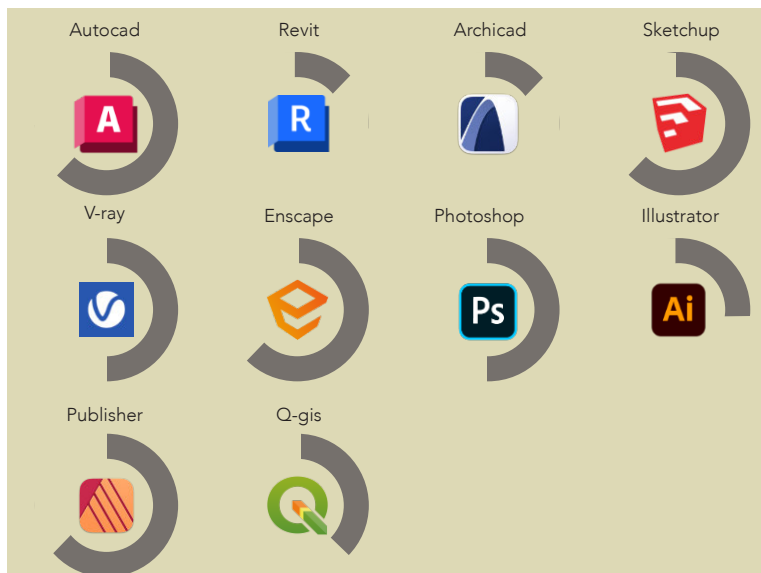 Autocad
Revit
Archicad
Sketchup
A
R
V-ray
Enscape
Photoshop
Illustrator
Ps
Ai
Publisher
Q-gis